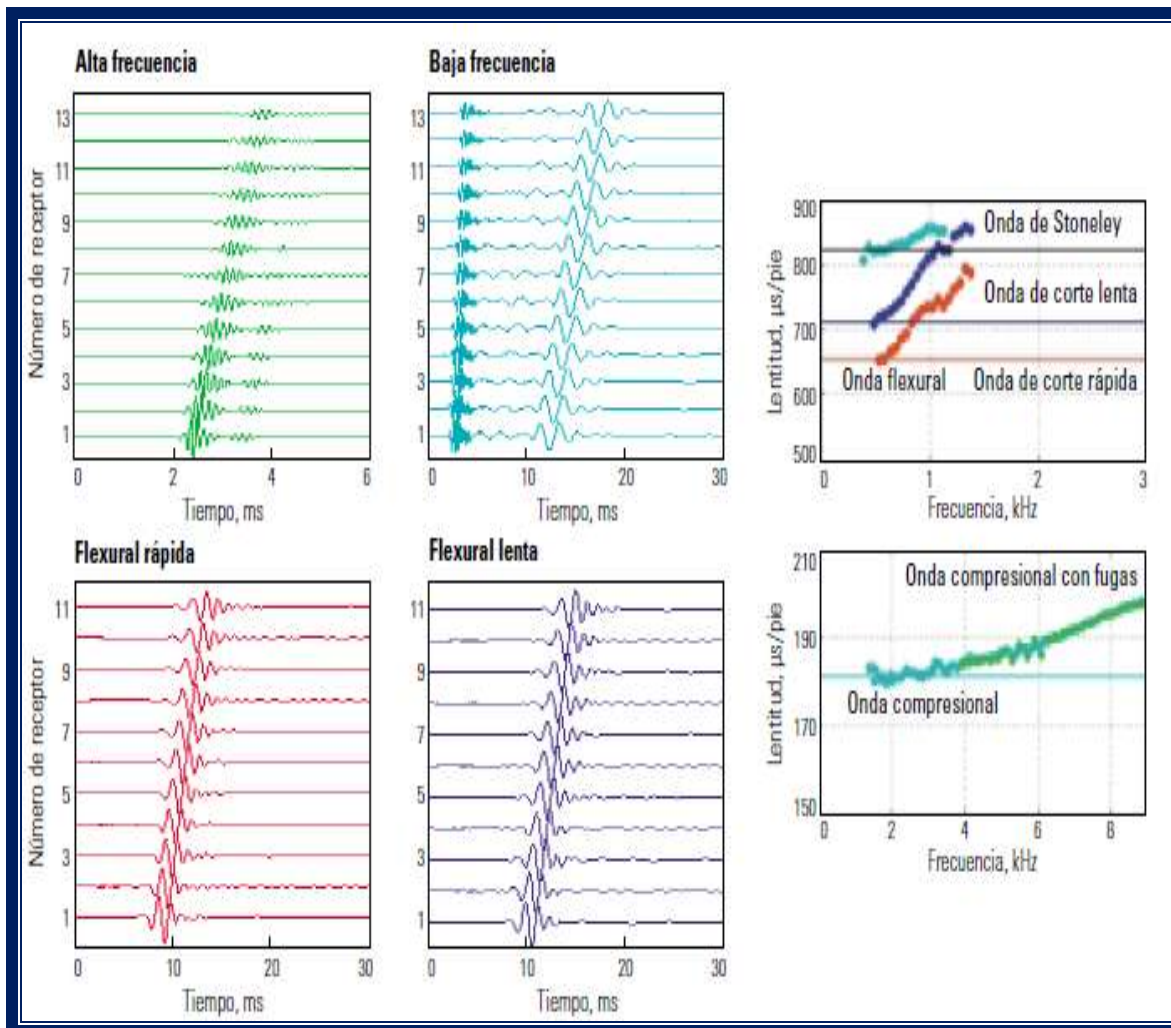 Alta frecuencia
Número de receptor
13
11
9
7
5
3
1
0 2 4 6
Tiempo, ms
Baja frecuencia
13
11
9
7
5
3
1
0 10 20 30
Tiempo, ms
Lentitud, µs/pie
900
800
700
600
500
Onda de Stoneley
Onda de corte lenta
Onda flexural
Onda de corte rápida
0 1 2 3
Frecuencia, kHz
Flexural rápida
Número de receptor
11
9
7
5
3
1
0 10 20 30
Tiempo, ms
Flexural lenta
11
9
7
5
3
1
0 10 20 30
Tiempo, ms
Lentitud, µs/pie
210
190
170
150
Onda compresional con fugas
Onda compresional
0 2 4 6 8
Frecuencia, kHz